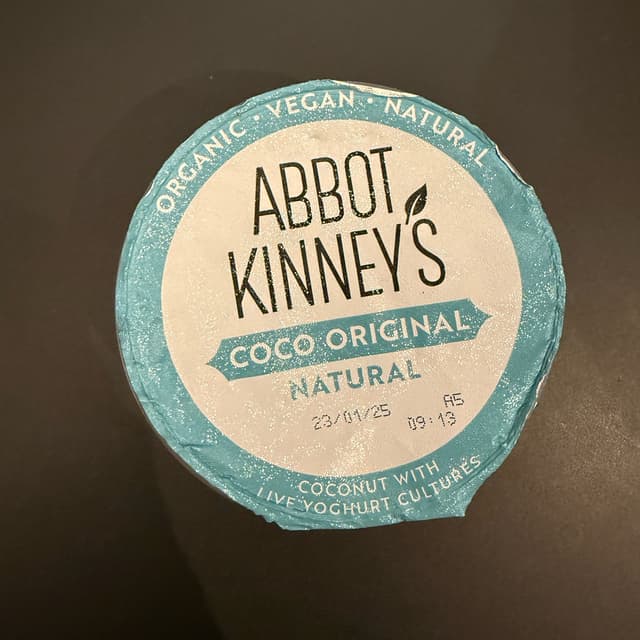 ORGANIC · VEGAN · NATURAL
ABBOT
KINNEY'S
COCO ORIGINAL
NATURAL
23/01/25 A5
09:13
COCONUT WITH
LIVE YOGHURT CULTURES